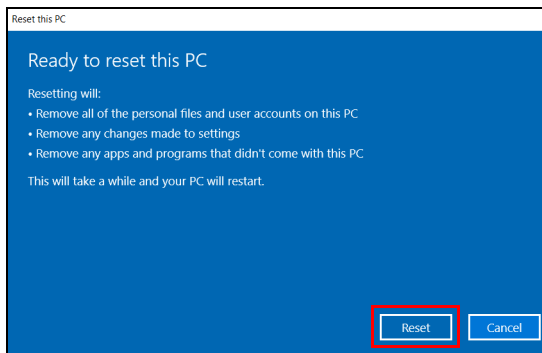 Reset this PC
Ready to reset this PC
Resetting will:
• Remove all of the personal files and user accounts on this PC
• Remove any changes made to settings
• Remove any apps and programs that didn't come with this PC
This will take a while and your PC will restart.
Reset Cancel